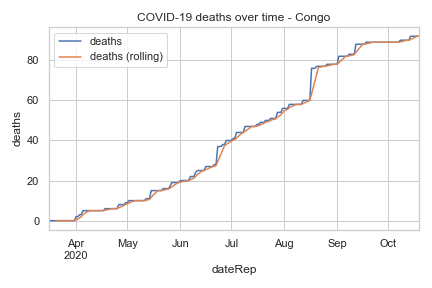 COVID-19 deaths over time - Congo
deaths
deaths (rolling)
80
60
40
20
0
deaths
Apr May Jun Jul Aug Sep Oct
2020
dateRep